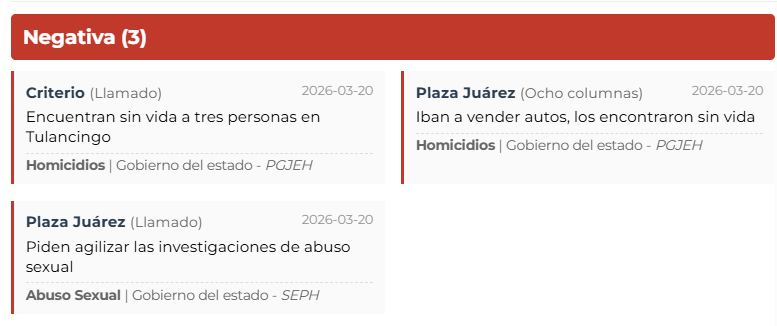 Negativa (3)
Criterio (Llamado) 2026-03-20
Encuentran sin vida a tres personas en
Tulancingo
Homicidios | Gobierno del estado - PGJEH
Plaza Juárez (Ocho columnas) 2026-03-20
Iban a vender autos, los encontraron sin vida
Homicidios | Gobierno del estado - PGJEH
Plaza Juárez (Llamado) 2026-03-20
Piden agilizar las investigaciones de abuso
sexual
Abuso Sexual | Gobierno del estado - SEPH